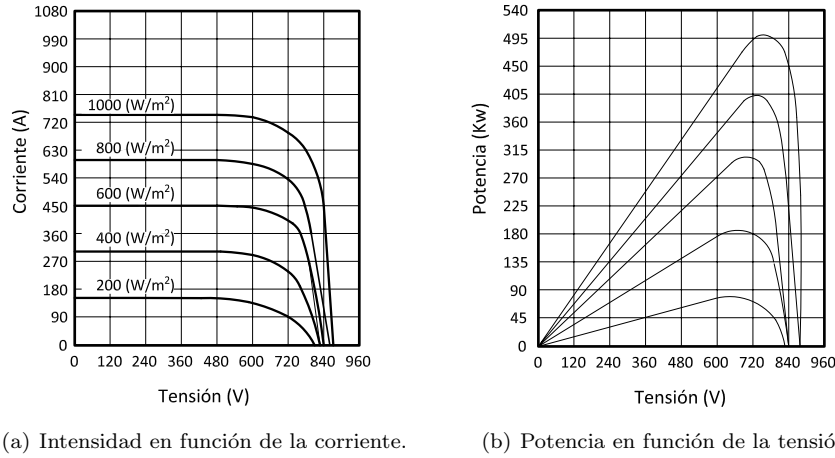 1080
990
900
810
720
630
540
450
360
270
180
90
0
Corriente (A)
1000 (W/m²)
800 (W/m²)
600 (W/m²)
400 (W/m²)
200 (W/m²)
0 120 240 360 480 600 720 840 960
Tensión (V)
(a) Intensidad en función de la corriente.
540
495
450
405
360
315
270
225
180
135
90
45
0
Potencia (Kw)
0 120 240 360 480 600 720 840 960
Tensión (V)
(b) Potencia en función de la tensió